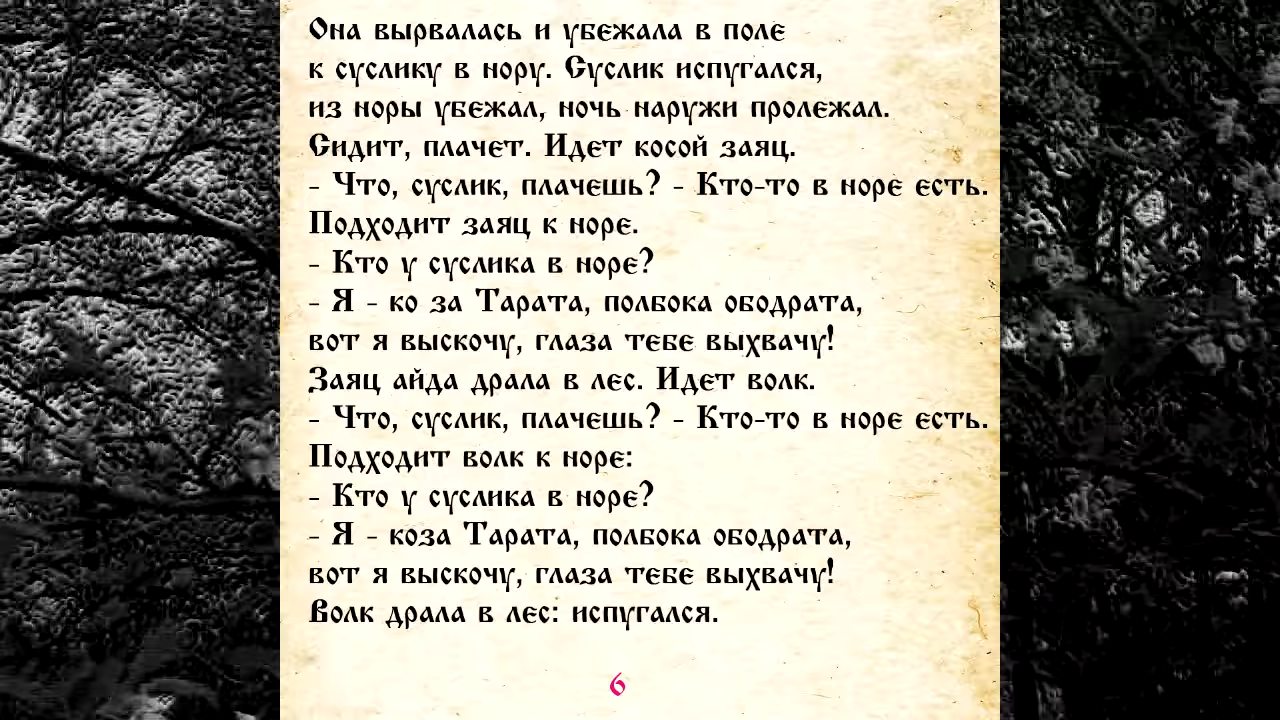 Она вырвалась и убежала в поле
к суслику в нору. Суслик испугался,
из норы убежал, ночь наружи пролежал.
Сидит, плачет. Идет косой заяц.
- Что, суслик, плачешь? - Кто-то в норе есть.
Подходит заяц к норе.
- Кто у суслика в норе?
- Я - ко за Тарата, полбока ободрата,
вот я выскочу, глаза тебе выхвачу!
Заяц айда драла в лес. Идет волк.
- Что, суслик, плачешь? - Кто-то в норе есть.
Подходит волк к норе:
- Кто у суслика в норе?
- Я - коза Тарата, полбока ободрата,
вот я выскочу, глаза тебе выхвачу!
Волк драла в лес: испугался.
6